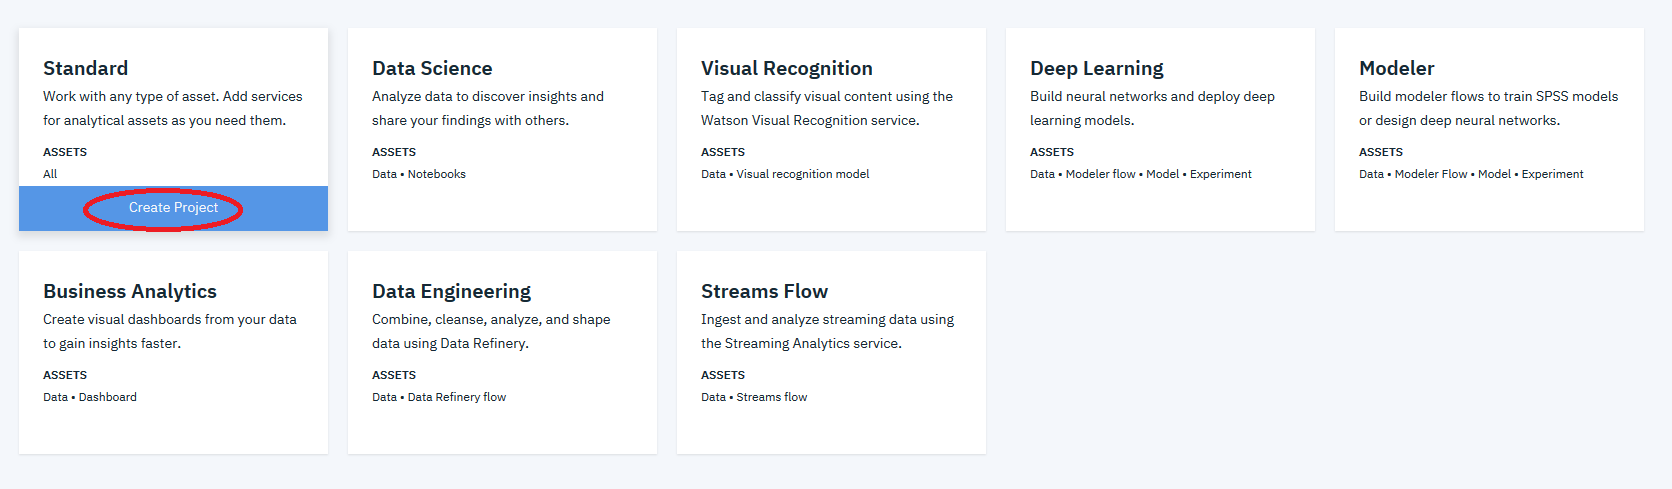 Standard
Work with any type of asset. Add services
for analytical assets as you need them.
ASSETS
All
Create Project
Data Science
Analyze data to discover insights and
share your findings with others.
ASSETS
Data • Notebooks
Visual Recognition
Tag and classify visual content using the
Watson Visual Recognition service.
ASSETS
Data • Visual recognition model
Deep Learning
Build neural networks and deploy deep
learning models.
ASSETS
Data • Modeler flow • Model • Experiment
Modeler
Build modeler flows to train SPSS models
or design deep neural networks.
ASSETS
Data • Modeler Flow • Model • Experiment
Business Analytics
Create visual dashboards from your data
to gain insights faster.
ASSETS
Data • Dashboard
Data Engineering
Combine, cleanse, analyze, and shape
data using Data Refinery.
ASSETS
Data • Data Refinery flow
Streams Flow
Ingest and analyze streaming data using
the Streaming Analytics service.
ASSETS
Data • Streams flow